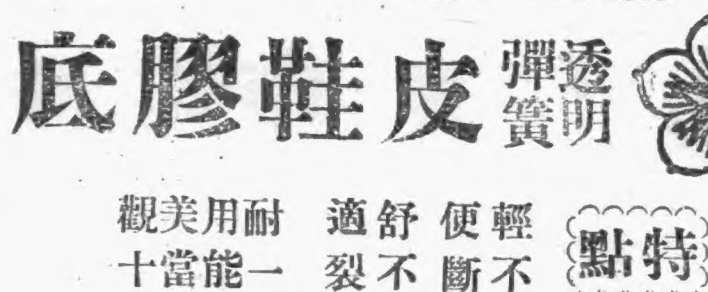 透明
彈簧
皮鞋膠底
特點
輕便 舒適 耐用美觀
不斷 不裂 一能當十